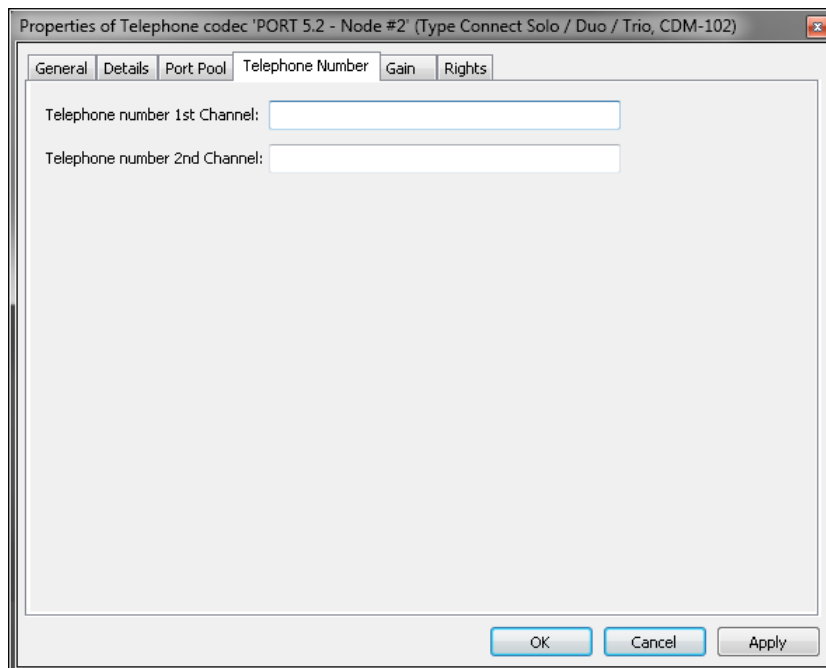 Properties of Telephone codec 'PORT 5.2 - Node #2' (Type Connect Solo / Duo / Trio, CDM-102)
General Details Port Pool Telephone Number Gain Rights
Telephone number 1st Channel:
Telephone number 2nd Channel:
OK Cancel Apply